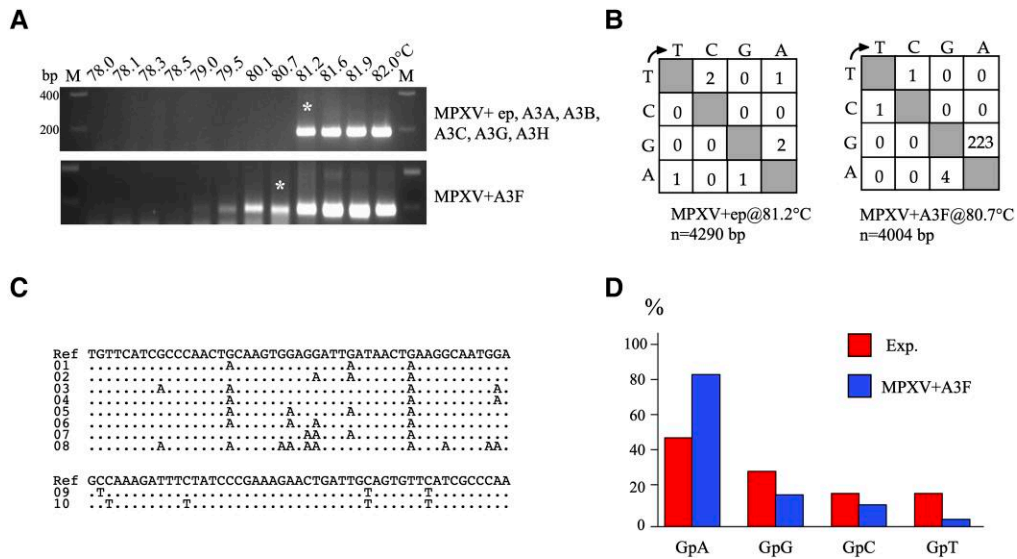 A
bp M 78.0 78.1 78.3 78.5 79.0 79.5 80.1 80.7 81.2 81.6 81.9 82.0°C M
400
200
*
MPXV+ ep, A3A, A3B,
A3C, A3G, A3H
*
MPXV+A3F
B
T C G A
T 2 0 1
C 0 0 0
G 0 0 2
A 1 0 1
MPXV+ep@81.2°C
n=4290 bp
T C G A
T 1 0 0
C 1 0 0
G 0 0 223
A 0 0 4
MPXV+A3F@80.7°C
n=4004 bp
C
Ref TGTTCATCGCCCAACTGCAAGTGGAGGATTGATAACTGAAGGCAATGGA
01 ................A.............A......A...........
02 ..........................A...A......A...........
03 ........A.......A....................A.........A.
04 ................A....................A.........A.
05 ................A......A......A......A...........
06 ................A......A..A..........A...........
07 .........................AA...A......A...........
08 ........A.......A.....AA.AA..........A...A....AA.
Ref GCCAAAGATTTCTATCCCGAAAGAACTGATTGCAGTGTTCATCGCCCAA
09 .T..............................T......T.........
10 ..T........T....................T......T.........
D
%
100
80
60
40
20
0
GpA GpG GpC GpT
Exp.
MPXV+A3F